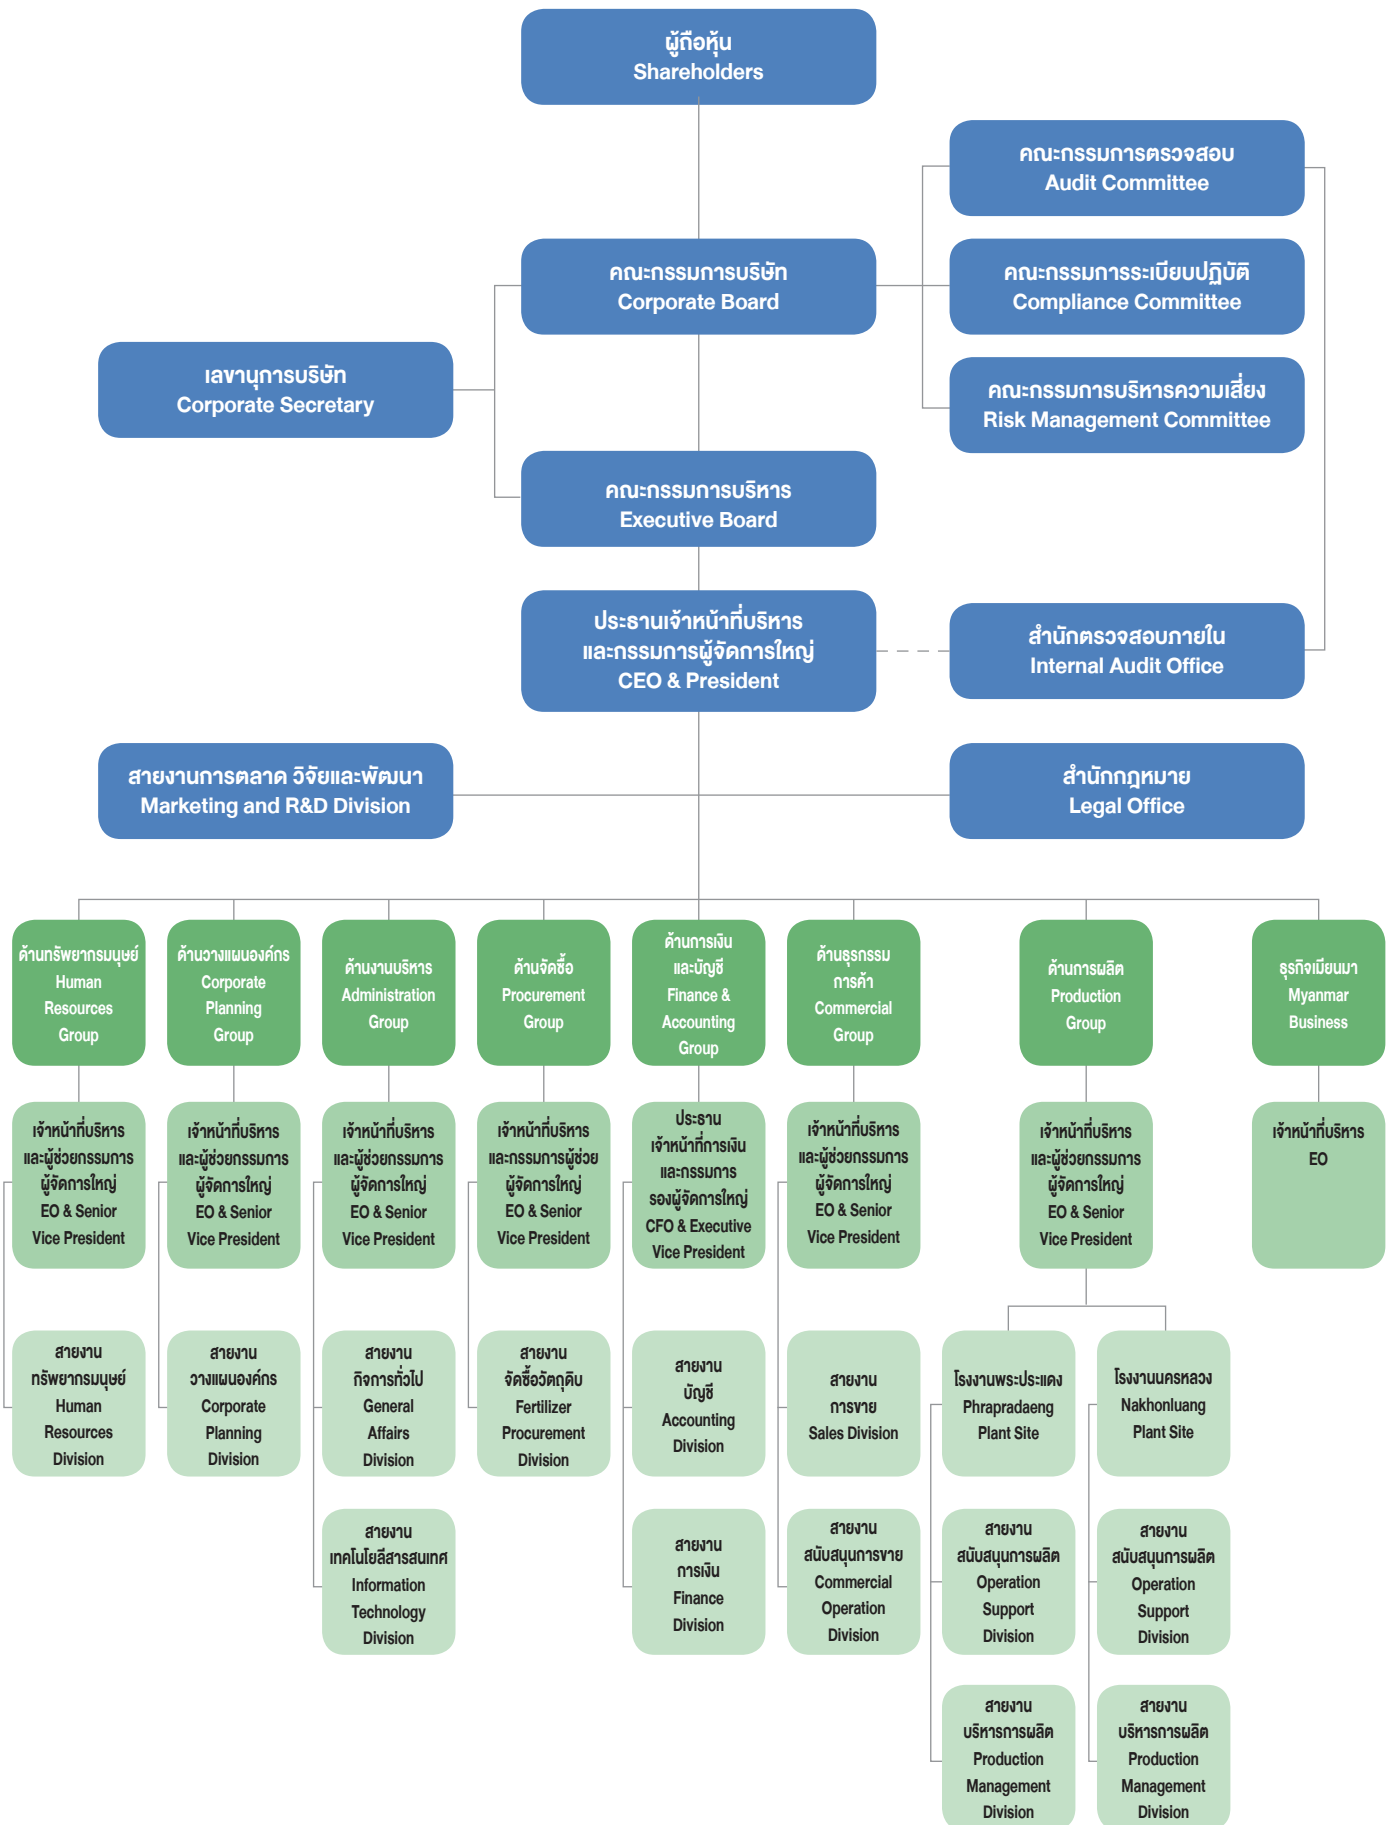 ผู้ถือหุ้น
Shareholders
คณะกรรมการตรวจสอบ
Audit Committee
คณะกรรมการบริษัท
Corporate Board
คณะกรรมการระเบียบปฏิบัติ
Compliance Committee
เลขานุการบริษัท
Corporate Secretary
คณะกรรมการบริหารความเสี่ยง
Risk Management Committee
คณะกรรมการบริหาร
Executive Board
ประธานเจ้าหน้าที่บริหาร
และกรรมการผู้จัดการใหญ่
CEO & President
สำนักตรวจสอบภายใน
Internal Audit Office
สายงานการตลาด วิจัยและพัฒนา
Marketing and R&D Division
สำนักกฎหมาย
Legal Office
ด้านทรัพยากรมนุษย์
Human
Resources
Group
ด้านวางแผนองค์กร
Corporate
Planning
Group
ด้านงานบริหาร
Administration
Group
ด้านจัดซื้อ
Procurement
Group
ด้านการเงิน
และบัญชี
Finance &
Accounting
Group
ด้านธุรกรรม
การค้า
Commercial
Group
ด้านการผลิต
Production
Group
ธุรกิจเมียนมา
Myanmar
Business
เจ้าหน้าที่บริหาร
และผู้ช่วยกรรมการ
ผู้จัดการใหญ่
EO & Senior
Vice President
เจ้าหน้าที่บริหาร
และผู้ช่วยกรรมการ
ผู้จัดการใหญ่
EO & Senior
Vice President
เจ้าหน้าที่บริหาร
และผู้ช่วยกรรมการ
ผู้จัดการใหญ่
EO & Senior
Vice President
เจ้าหน้าที่บริหาร
และกรรมการผู้ช่วย
ผู้จัดการใหญ่
EO & Senior
Vice President
ประธาน
เจ้าหน้าที่การเงิน
และกรรมการ
รองผู้จัดการใหญ่
CFO & Executive
Vice President
เจ้าหน้าที่บริหาร
และผู้ช่วยกรรมการ
ผู้จัดการใหญ่
EO & Senior
Vice President
เจ้าหน้าที่บริหาร
และผู้ช่วยกรรมการ
ผู้จัดการใหญ่
EO & Senior
Vice President
เจ้าหน้าที่บริหาร
EO
สายงาน
ทรัพยากรมนุษย์
Human
Resources
Division
สายงาน
วางแผนองค์กร
Corporate
Planning
Division
สายงาน
กิจการทั่วไป
General
Affairs
Division
สายงาน
จัดซื้อวัตถุดิบ
Fertilizer
Procurement
Division
สายงาน
บัญชี
Accounting
Division
สายงาน
การขาย
Sales Division
โรงงานพระประแดง
Phrapradaeng
Plant Site
โรงงานนครหลวง
Nakhonluang
Plant Site
สายงาน
เทคโนโลยีสารสนเทศ
Information
Technology
Division
สายงาน
การเงิน
Finance
Division
สายงาน
สนับสนุนการขาย
Commercial
Operation
Division
สายงาน
สนับสนุนการผลิต
Operation
Support
Division
สายงาน
สนับสนุนการผลิต
Operation
Support
Division
สายงาน
บริหารการผลิต
Production
Management
Division
สายงาน
บริหารการผลิต
Production
Management
Division